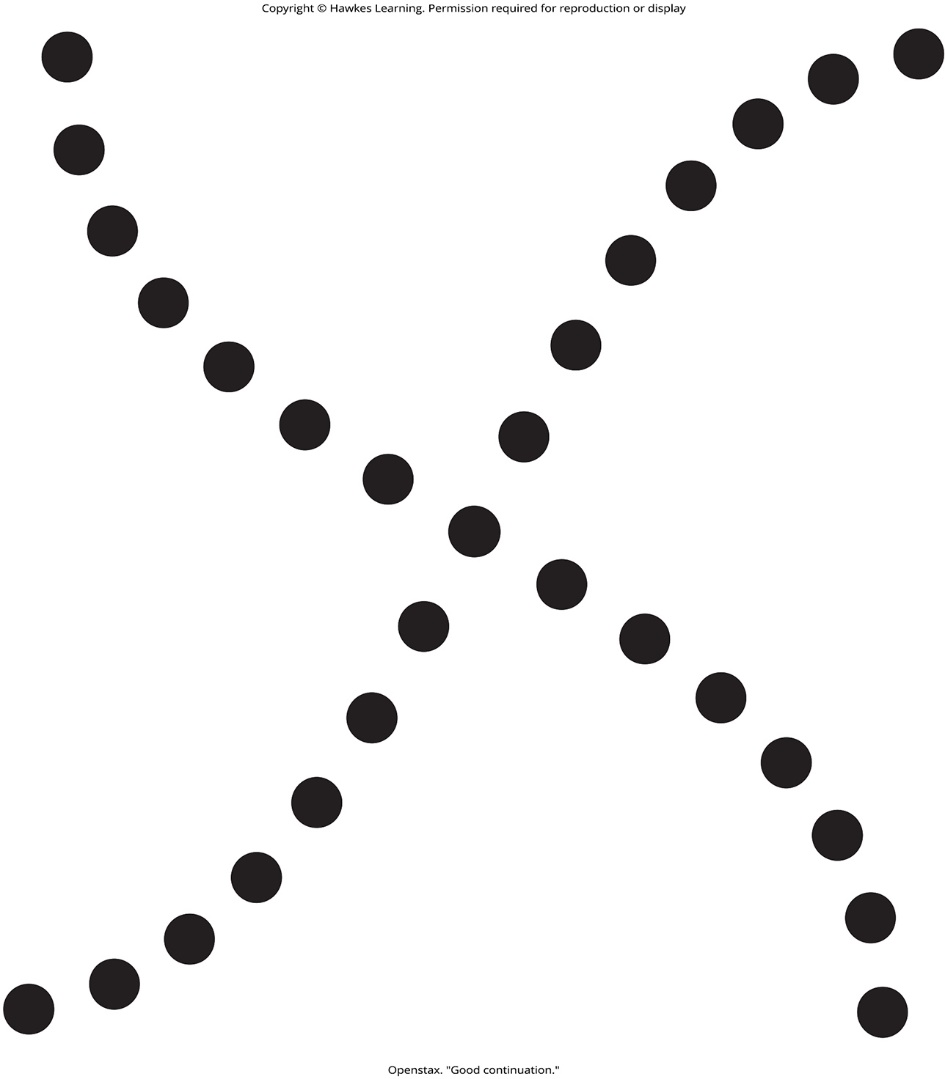 Copyright © Hawkes Learning. Permission required for reproduction or display
Openstax. "Good continuation."